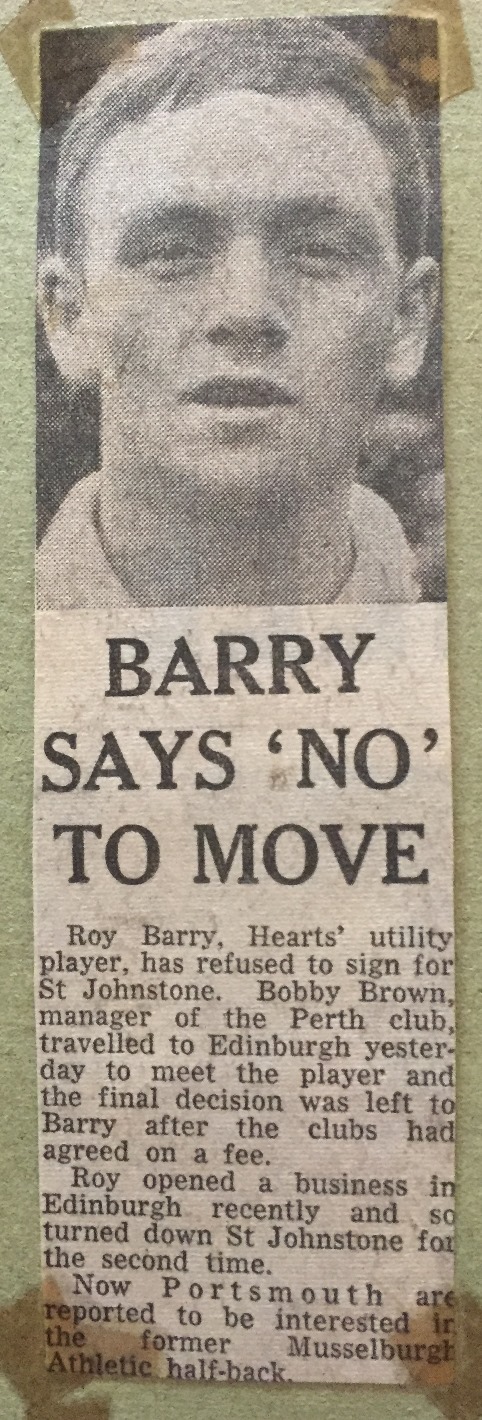 BARRY
SAYS ‘NO’
TO MOVE
Roy Barry, Hearts’ utility
player, has refused to sign for
St Johnstone. Bobby Brown,
manager of the Perth club,
travelled to Edinburgh yester-
day to meet the player and
the final decision was left to
Barry after the clubs had
agreed on a fee.
Roy opened a business in
Edinburgh recently and so
turned down St Johnstone for
the second time.
Now Portsmouth are
reported to be interested in
the former Musselburgh
Athletic half-back.